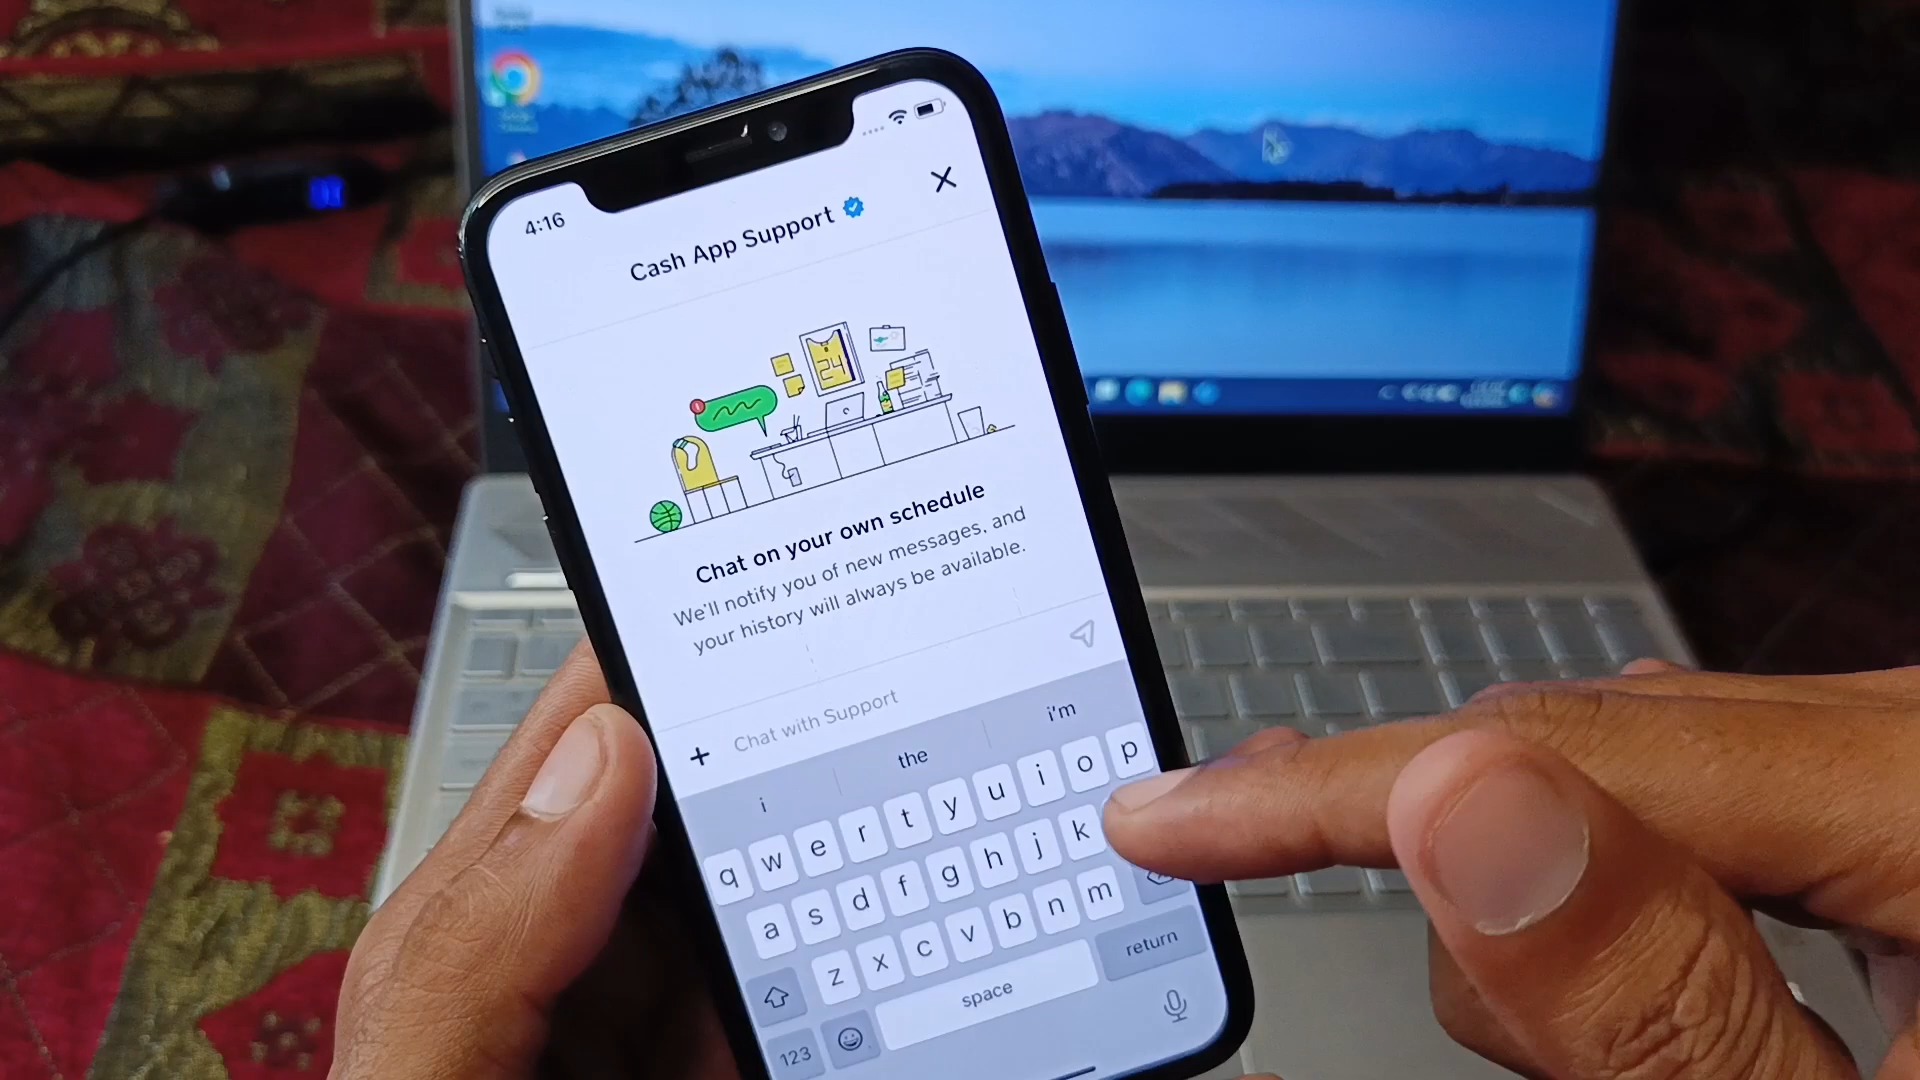 4:16
Cash App Support
24
Chat on your own schedule
We'll notify you of new messages, and
your history will always be available.
Chat with Support
i the i'm
q w e r t y u i o p
a s d f g h j k
z x c v b n m
123 space return